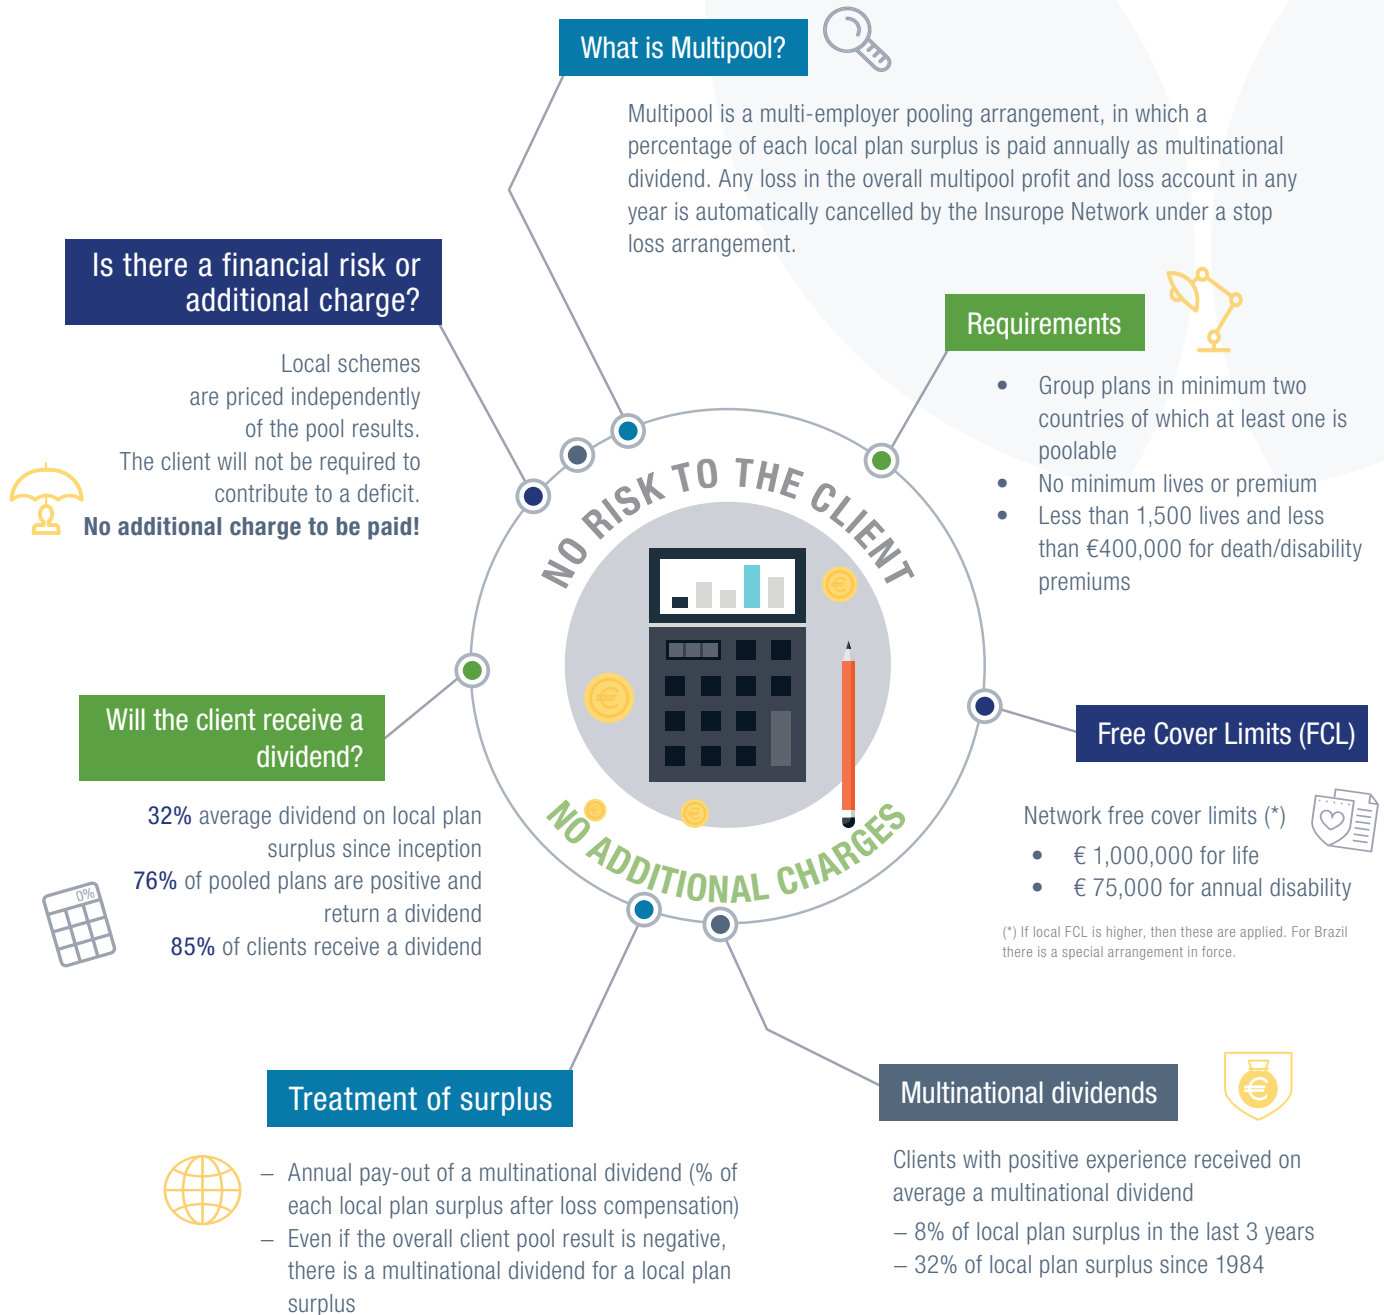 What is Multipool?
Multipool is a multi-employer pooling arrangement, in which a
percentage of each local plan surplus is paid annually as multinational
dividend. Any loss in the overall multipool profit and loss account in any
year is automatically cancelled by the Insurope Network under a stop
loss arrangement.
Is there a financial risk or
additional charge?
Local schemes
are priced independently
of the pool results.
The client will not be required to
contribute to a deficit.
No additional charge to be paid!
Requirements
• Group plans in minimum two
countries of which at least one is
poolable
• No minimum lives or premium
• Less than 1,500 lives and less
than €400,000 for death/disability
premiums
NO RISK TO THE CLIENT
NO ADDITIONAL CHARGES
Will the client receive a
dividend?
32% average dividend on local plan
surplus since inception
76% of pooled plans are positive and
return a dividend
85% of clients receive a dividend
0%
Free Cover Limits (FCL)
Network free cover limits (*)
• € 1,000,000 for life
• € 75,000 for annual disability
(*) If local FCL is higher, then these are applied. For Brazil
there is a special arrangement in force.
Treatment of surplus
– Annual pay-out of a multinational dividend (% of
each local plan surplus after loss compensation)
– Even if the overall client pool result is negative,
there is a multinational dividend for a local plan
surplus
Multinational dividends
Clients with positive experience received on
average a multinational dividend
– 8% of local plan surplus in the last 3 years
– 32% of local plan surplus since 1984